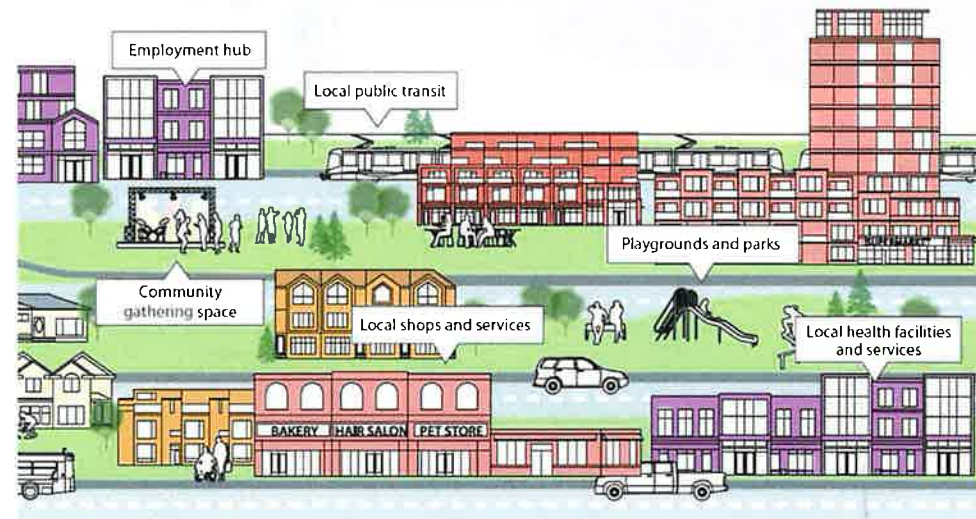 Employment hub
Local public transit
SUPERMARKET
Playgrounds and parks
Community
gathering space
Local shops and services
Local health facilities
and services
BAKERY
HAIR SALON
PET STORE